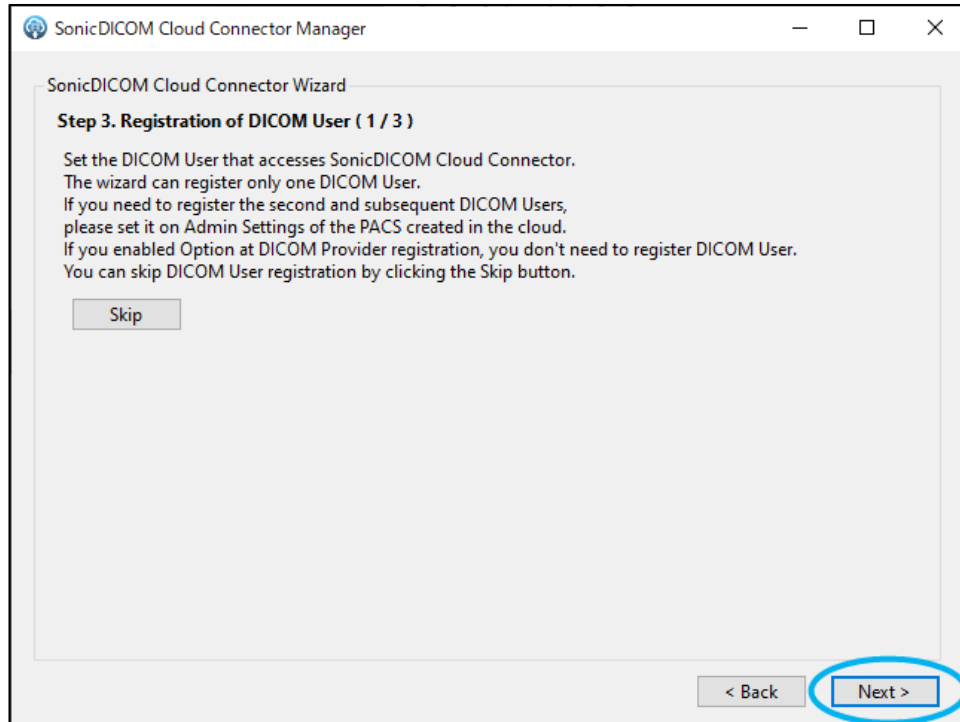 SonicDICOM Cloud Connector Manager
SonicDICOM Cloud Connector Wizard
Step 3. Registration of DICOM User ( 1 / 3 )
Set the DICOM User that accesses SonicDICOM Cloud Connector.
The wizard can register only one DICOM User.
If you need to register the second and subsequent DICOM Users,
please set it on Admin Settings of the PACS created in the cloud.
If you enabled Option at DICOM Provider registration, you don't need to register DICOM User.
You can skip DICOM User registration by clicking the Skip button.
Skip
< Back
Next >